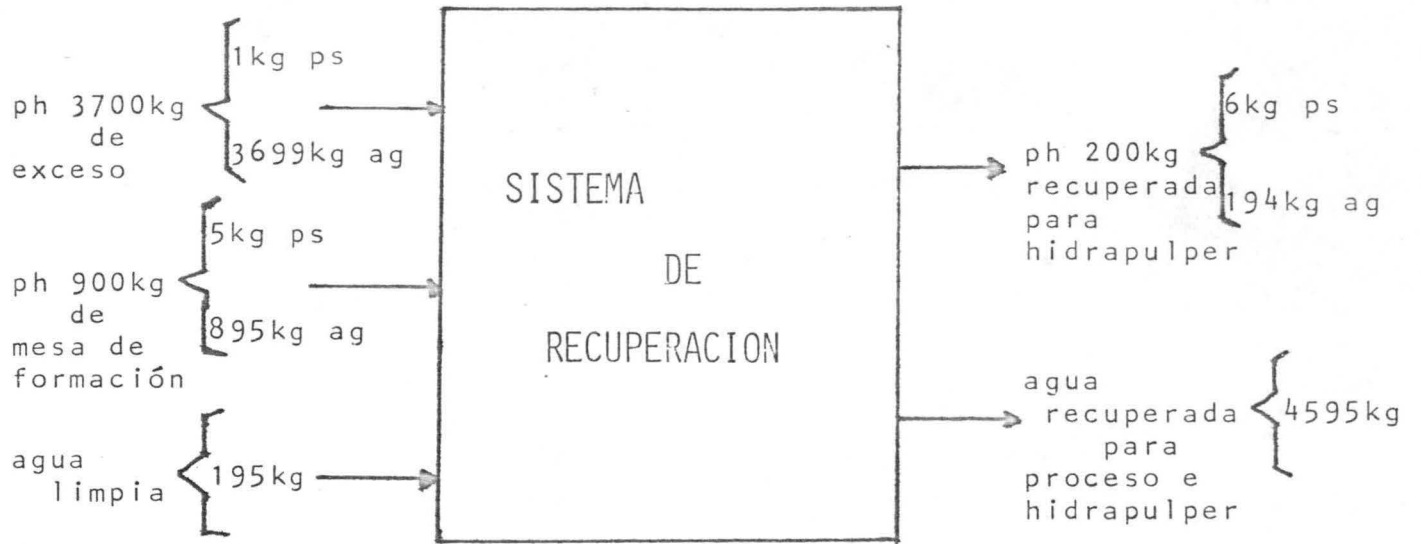 1kg ps
ph 3700kg
de
exceso
3699kg ag
5kg ps
ph 900kg
de
mesa de
formación
895kg ag
agua
limpia
195kg
SISTEMA
DE
RECUPERACION
6kg ps
ph 200kg
recuperada
para
hidrapulper
194kg ag
agua
recuperada
para
proceso e
hidrapulper
4595kg